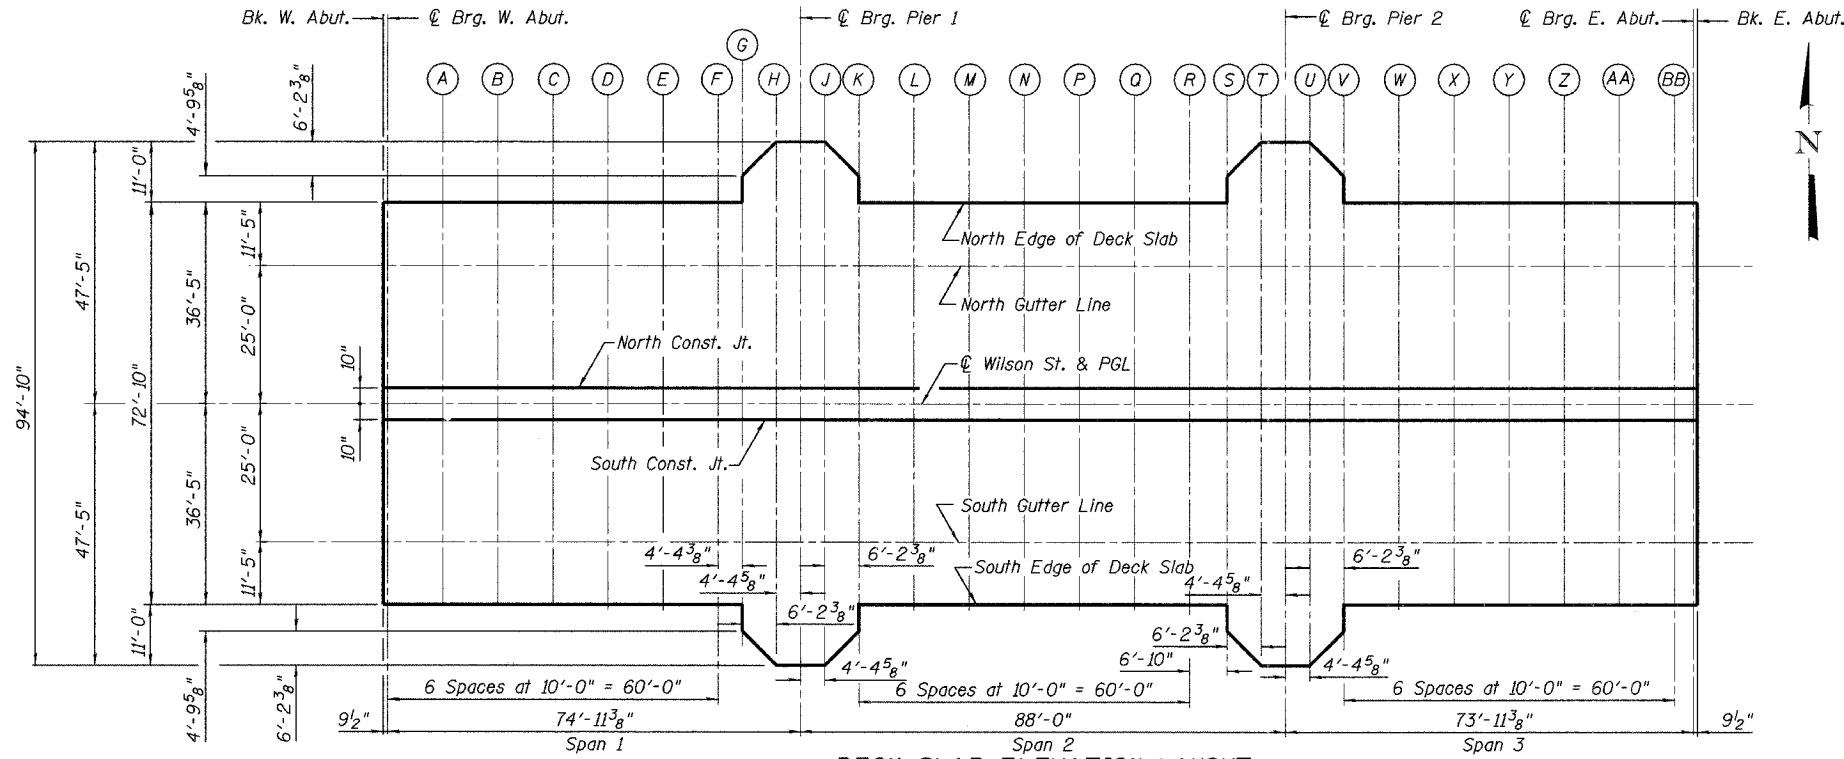 Bk. W. Abut.
℄ Brg. W. Abut.
℄ Brg. Pier 1
℄ Brg. Pier 2
℄ Brg. E. Abut.
Bk. E. Abut.
G
A B C D E F H J K L M N P Q R S T U V W X Y Z AA BB
N
4'-9⅝"
6'-2⅜"
11'-0"
11'-5"
47'-5"
36'-5"
25'-0"
North Edge of Deck Slab
North Gutter Line
North Const. Jt.
10"
℄ Wilson St. & PGL
94'-10"
72'-10"
10"
South Const. Jt.
25'-0"
36'-5"
47'-5"
South Gutter Line
11'-5"
4'-4⅜"
6'-2⅜"
South Edge of Deck Slab
6'-2⅜"
4'-4⅝"
4'-4⅝"
11'-0"
6'-2⅜"
6'-2⅜"
4'-4⅝"
6'-10"
4'-4⅝"
4'-9⅝"
6'-2⅜"
6 Spaces at 10'-0" = 60'-0"
6 Spaces at 10'-0" = 60'-0"
6 Spaces at 10'-0" = 60'-0"
9½"
74'-11⅜"
88'-0"
73'-11⅜"
9½"
Span 1
Span 2
Span 3